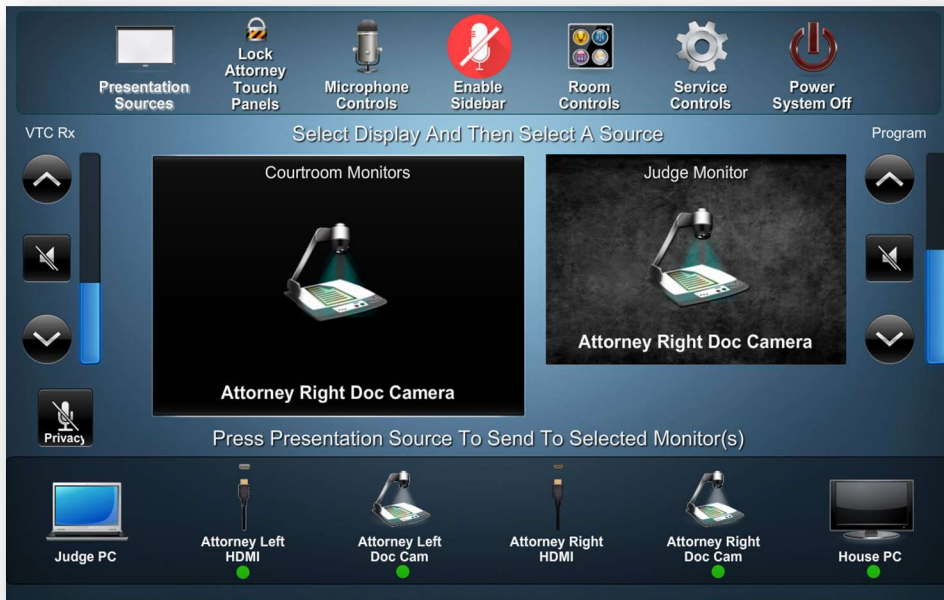 Presentation
Sources
Lock
Attorney
Touch
Panels
Microphone
Controls
Enable
Sidebar
Room
Controls
Service
Controls
Power
System Off
VTC Rx
Select Display And Then Select A Source
Program
Courtroom Monitors
Attorney Right Doc Camera
Judge Monitor
Attorney Right Doc Camera
Privacy
Press Presentation Source To Send To Selected Monitor(s)
Judge PC
Attorney Left
HDMI
Attorney Left
Doc Cam
Attorney Right
HDMI
Attorney Right
Doc Cam
House PC